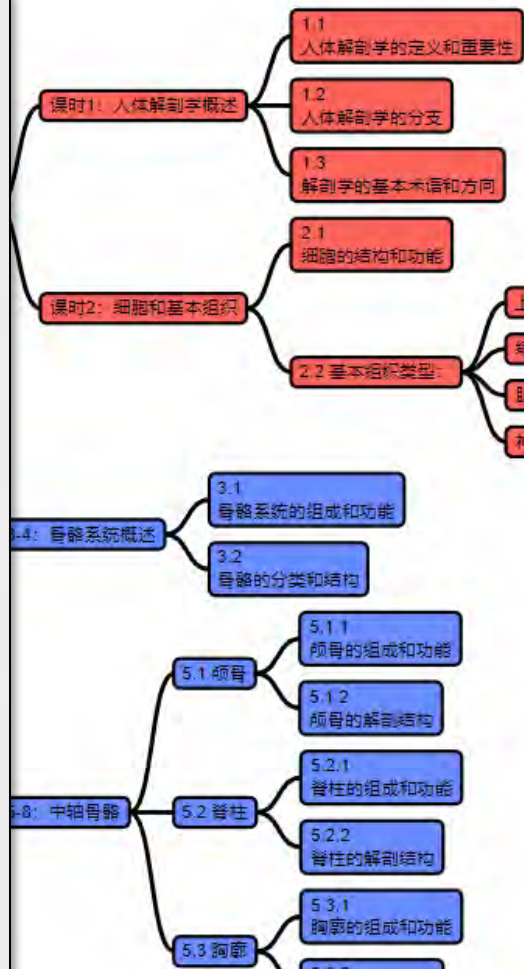 1.1
人体解剖学的定义和重要性
课时1：人体解剖学概述
1.2
人体解剖学的分支
1.3
解剖学的基本术语和方向
2.1
细胞的结构和功能
课时2：细胞和基本组织
2.2 基本组织类型：
3.1
骨骼系统的组成和功能
-4：骨骼系统概述
3.2
骨骼的分类和结构
5.1.1
颅骨的组成和功能
5.1 颅骨
5.1.2
颅骨的解剖结构
5.2.1
脊柱的组成和功能
-8：中轴骨骼
5.2 脊柱
5.2.2
脊柱的解剖结构
5.3.1
胸廓的组成和功能
5.3 胸廓